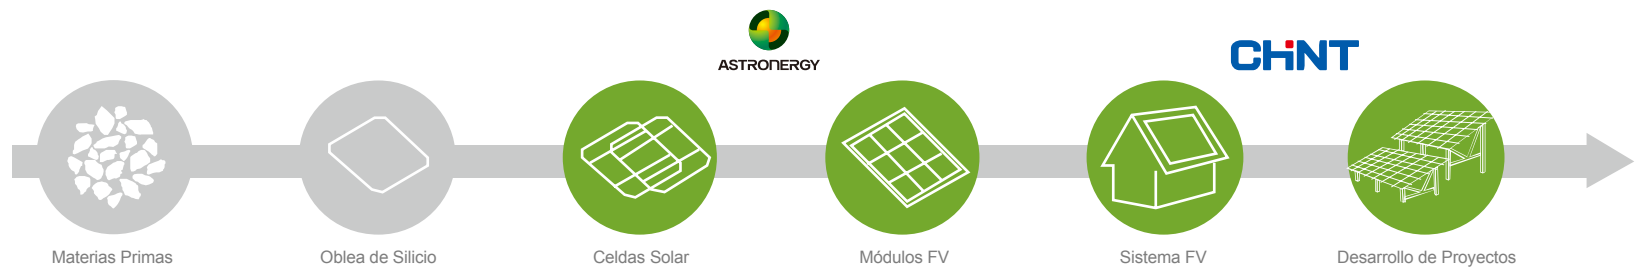 ASTRONERGY
CHINT
Materias Primas
Oblea de Silicio
Celdas Solar
Módulos FV
Sistema FV
Desarrollo de Proyectos